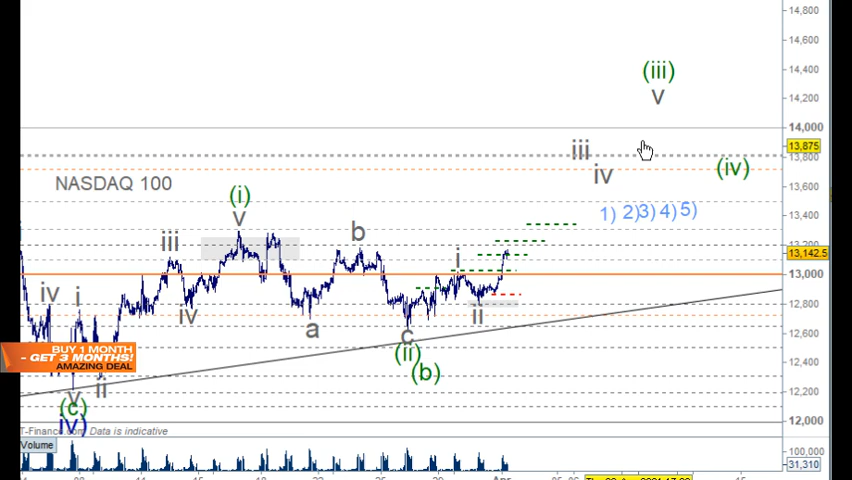 14,800
14,600
14,400
(iii)
v
14,200
14,000
13,875
13,800
iii
iv
(iv)
NASDAQ 100
13,600
(i)
v
1) 2) 3) 4) 5)
13,400
iii
b
i
13,200
13,142.5
13,000
iv
i
iv
a
c
ii
12,800
12,600
BUY 1 MONTH
- GET 3 MONTHS!
AMAZING DEAL
(ii)
(b)
12,400
v
ii
12,200
(c)
iv)
12,000
T-Finance.com Data is indicative
Volume
100,000
31,310
15